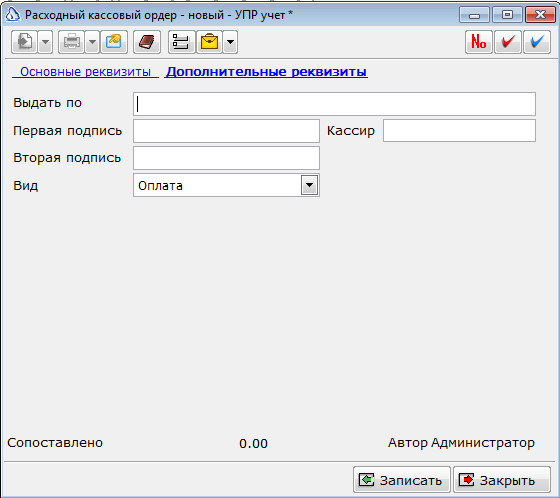 Расходный кассовый ордер - новый - УПР учет *
No
Основные реквизиты Дополнительные реквизиты
Выдать по
Первая подпись Кассир
Вторая подпись
Вид Оплата
Сопоставлено 0.00 Автор Администратор
Записать Закрыть